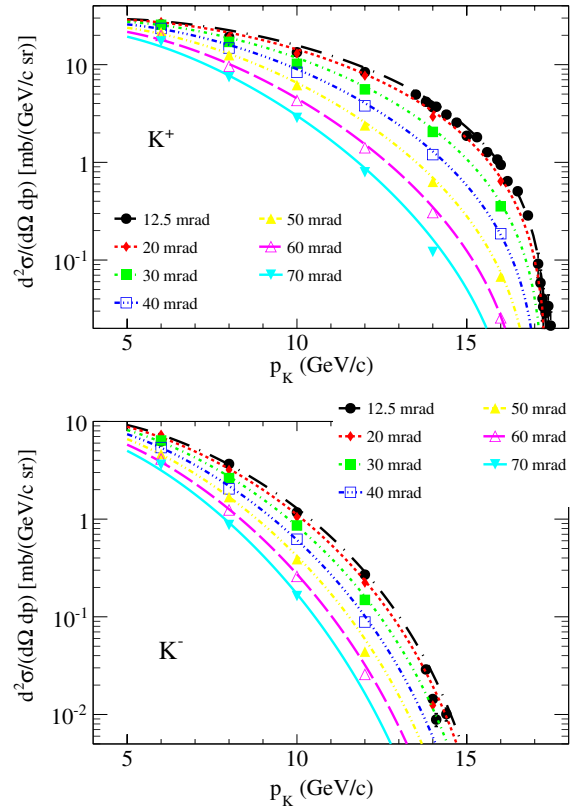 10
1
10⁻¹
d²σ/(dΩ dp) [mb/(GeV/c sr)]
K⁺
12.5 mrad
20 mrad
30 mrad
40 mrad
50 mrad
60 mrad
70 mrad
5 10 15
p_K (GeV/c)
12.5 mrad
20 mrad
30 mrad
40 mrad
50 mrad
60 mrad
70 mrad
10
1
10⁻¹
10⁻²
d²σ/(dΩ dp) [mb/(GeV/c sr)]
K⁻
5 10 15
p_K (GeV/c)